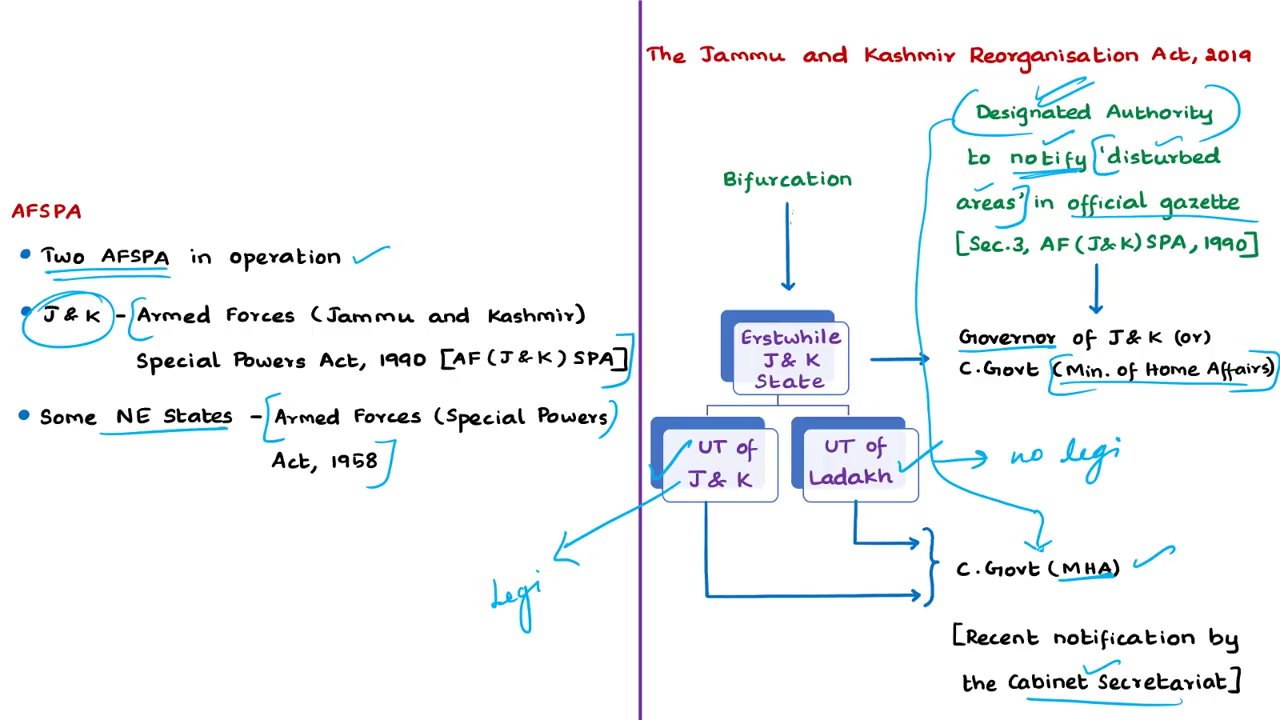 AFSPA
• Two AFSPA in operation
• J & K - Armed Forces (Jammu and Kashmir)
Special Powers Act, 1990 [AF (J & K) SPA]
• Some NE States - Armed Forces (Special Powers
Act, 1958
Legi
The Jammu and Kashmir Reorganisation Act, 2019
Bifurcation
Erstwhile
J & K
State
UT of
J & K
UT of
Ladakh
Designated Authority
to notify 'disturbed
areas' in official gazette
[Sec.3, AF (J & K) SPA, 1990]
Governor of J & K (or)
C.Govt (Min. of Home Affairs)
no legi
C.Govt (MHA)
[Recent notification by
the Cabinet Secretariat]